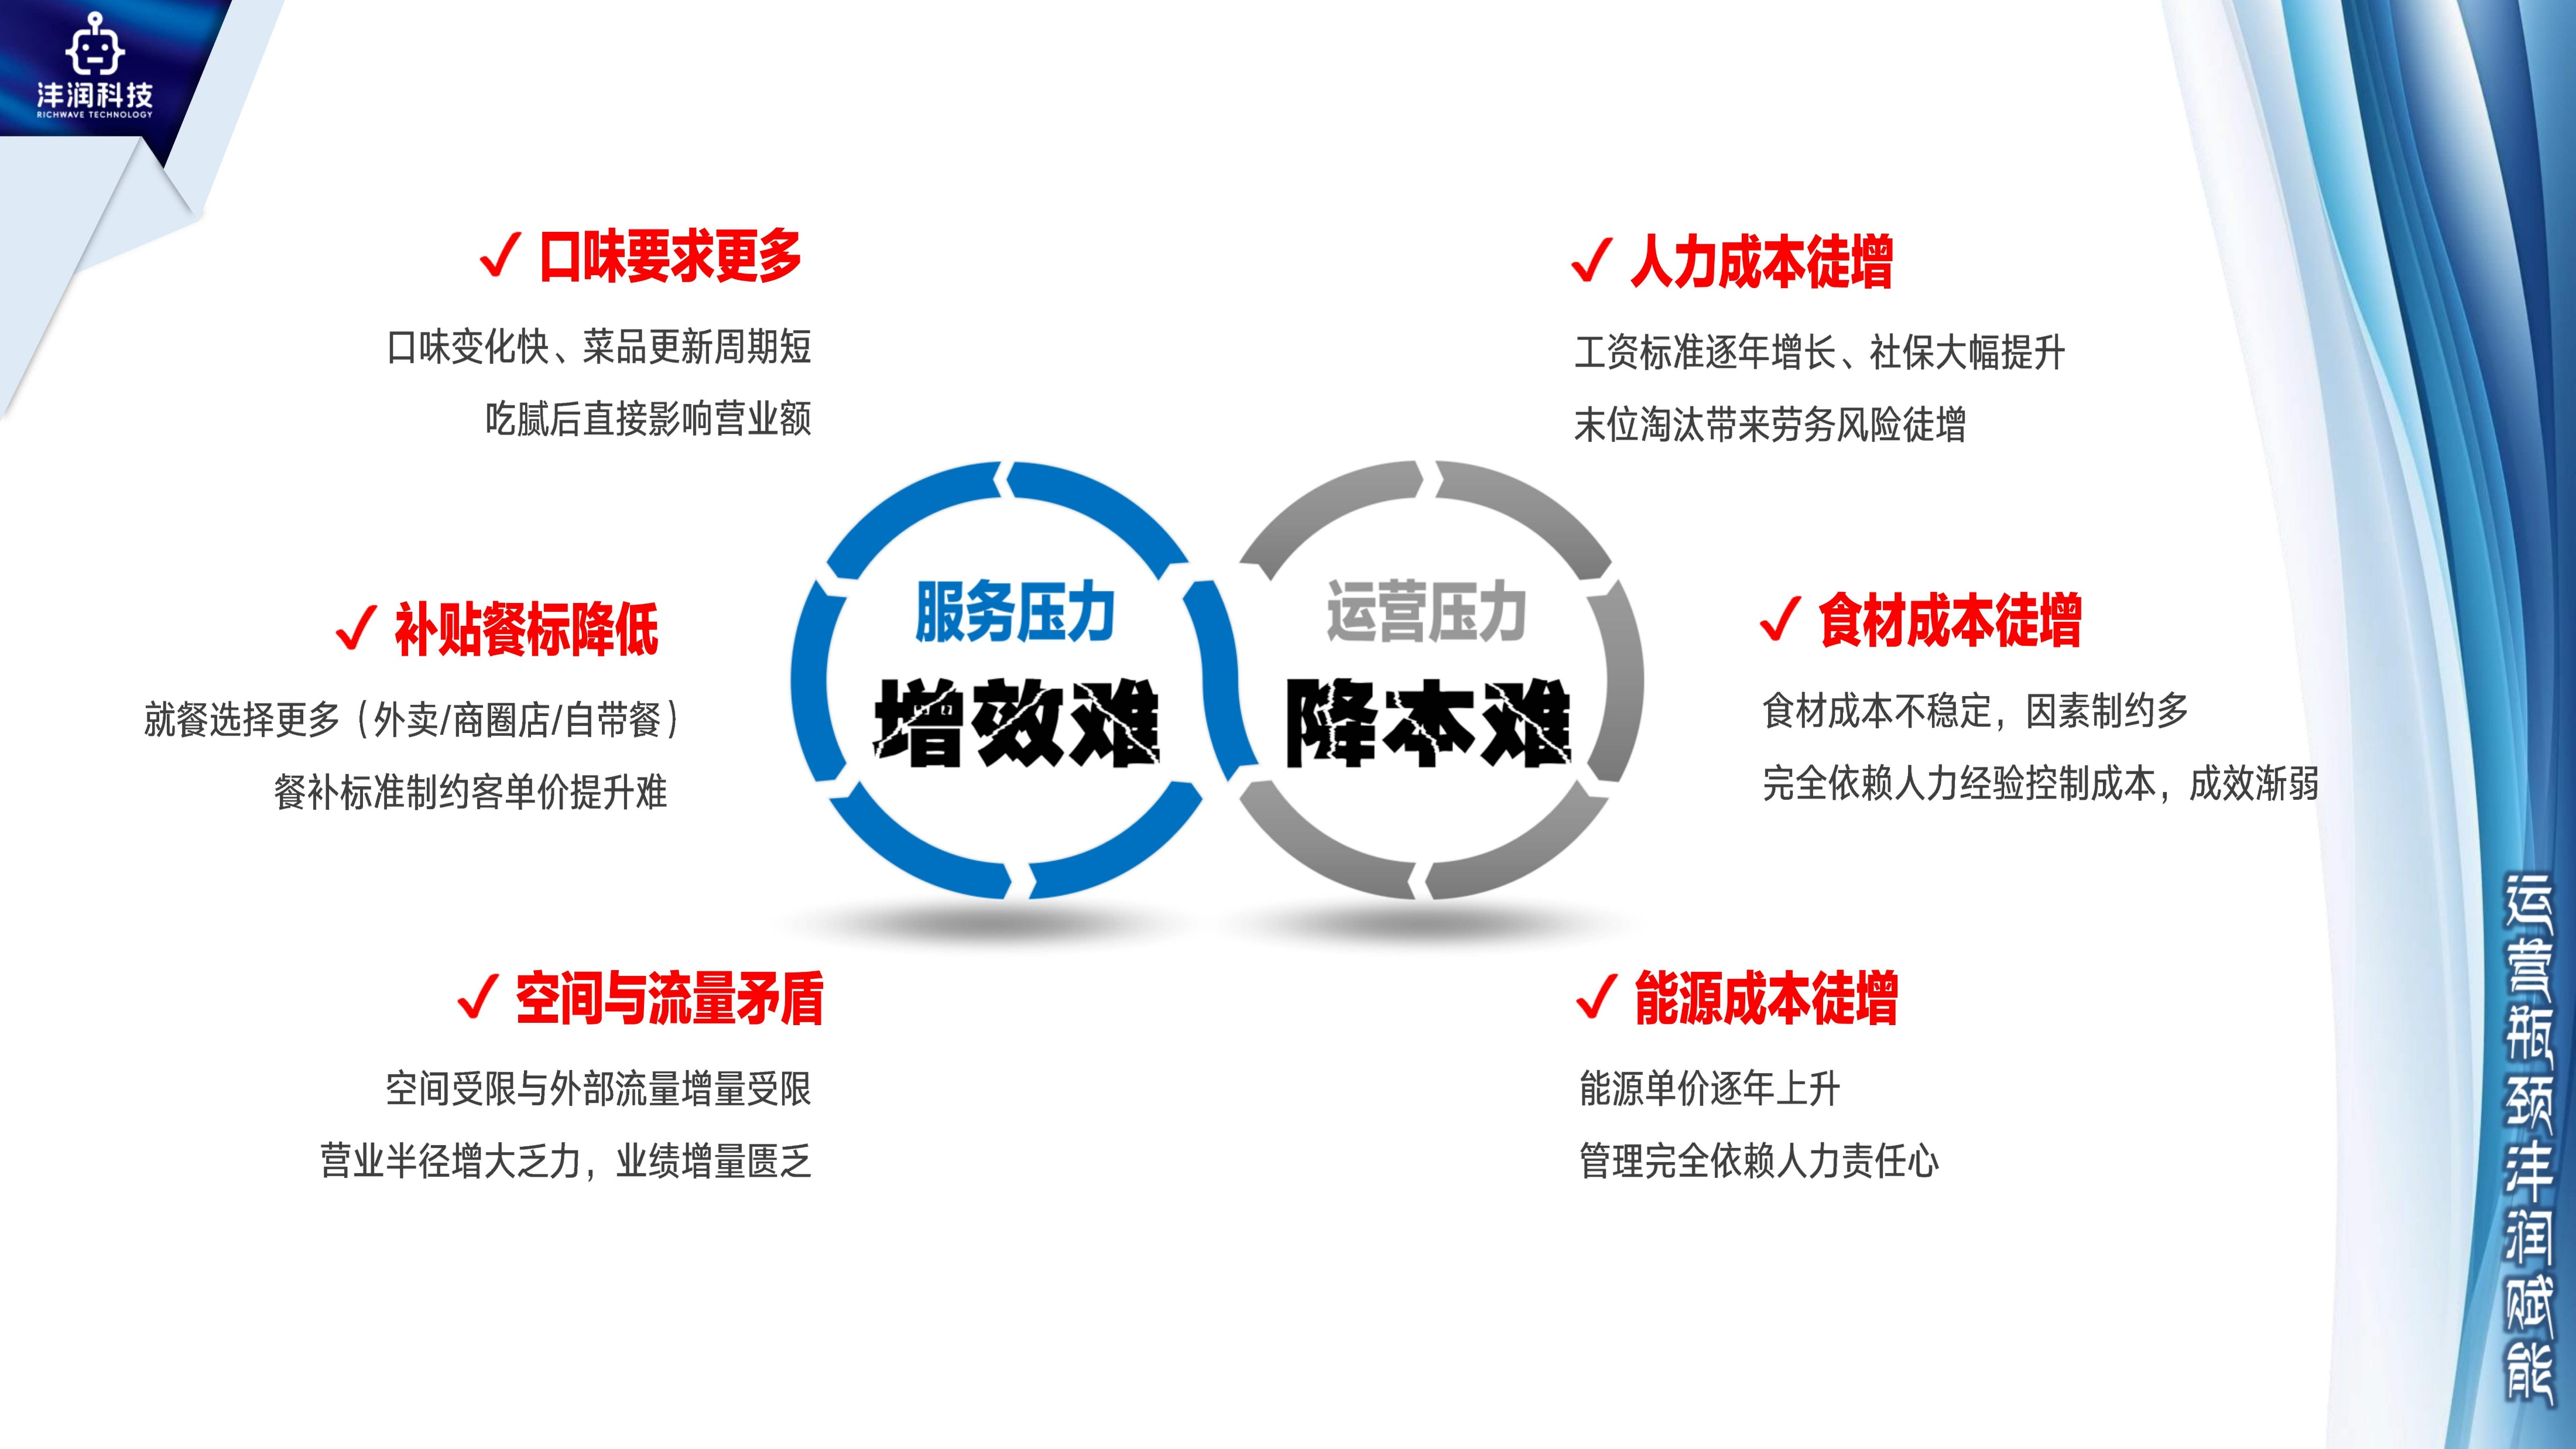 沣润科技
RICHWAVE TECHNOLOGY
口味要求更多
口味变化快、菜品更新周期短
吃腻后直接影响营业额
补贴餐标降低
就餐选择更多（外卖/商圈店/自带餐）
餐补标准制约客单价提升难
空间与流量矛盾
空间受限与外部流量增量受限
营业半径增大乏力，业绩增量匮乏
服务压力
增效难
运营压力
降本难
人力成本徒增
工资标准逐年增长、社保大幅提升
末位淘汰带来劳务风险徒增
食材成本徒增
食材成本不稳定，因素制约多
完全依赖人力经验控制成本，成效渐弱
能源成本徒增
能源单价逐年上升
管理完全依赖人力责任心
运营瓶颈沣润赋能